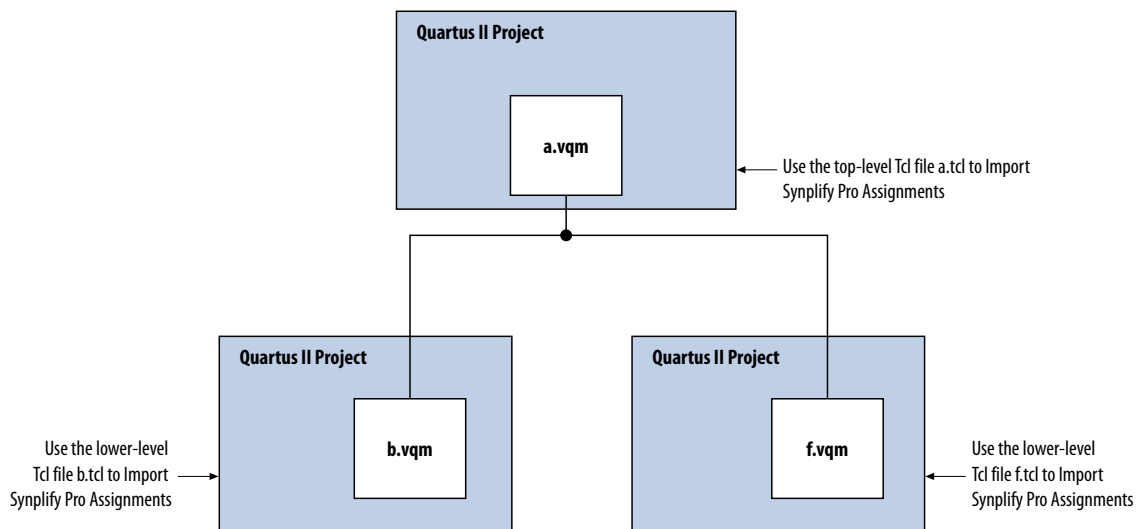 Quartus II Project
a.vqm
Use the top-level Tcl file a.tcl to Import
Synplify Pro Assignments
Quartus II Project
b.vqm
Use the lower-level
Tcl file b.tcl to Import
Synplify Pro Assignments
Quartus II Project
f.vqm
Use the lower-level
Tcl file f.tcl to Import
Synplify Pro Assignments